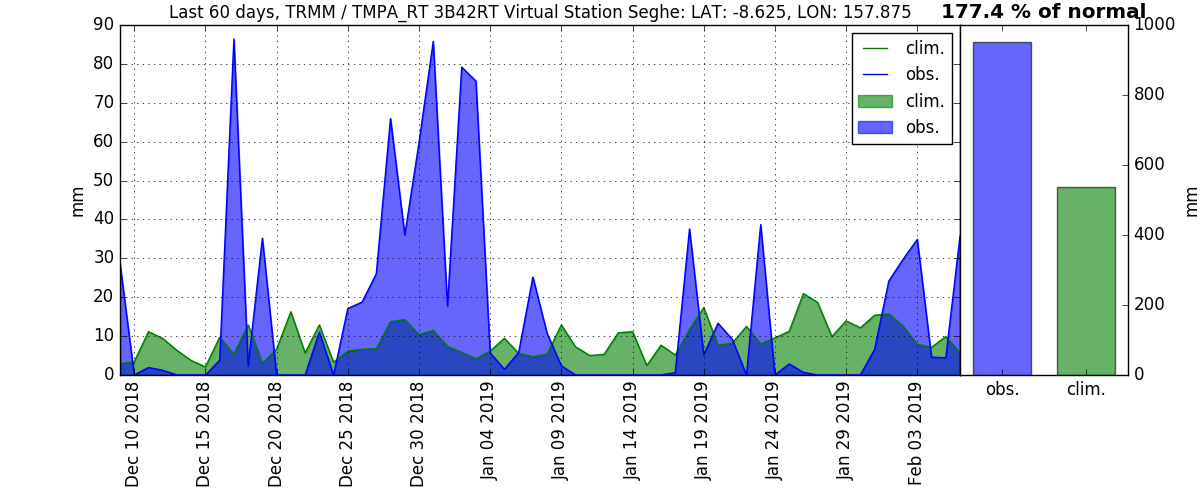 Last 60 days, TRMM / TMPA_RT 3B42RT Virtual Station Seghe: LAT: -8.625, LON: 157.875
177.4 % of normal
90
80
70
60
50
40
30
20
10
0
mm
clim.
obs.
clim.
obs.
1000
800
600
400
200
0
mm
Dec 10 2018
Dec 15 2018
Dec 20 2018
Dec 25 2018
Dec 30 2018
Jan 04 2019
Jan 09 2019
Jan 14 2019
Jan 19 2019
Jan 24 2019
Jan 29 2019
Feb 03 2019
obs.
clim.